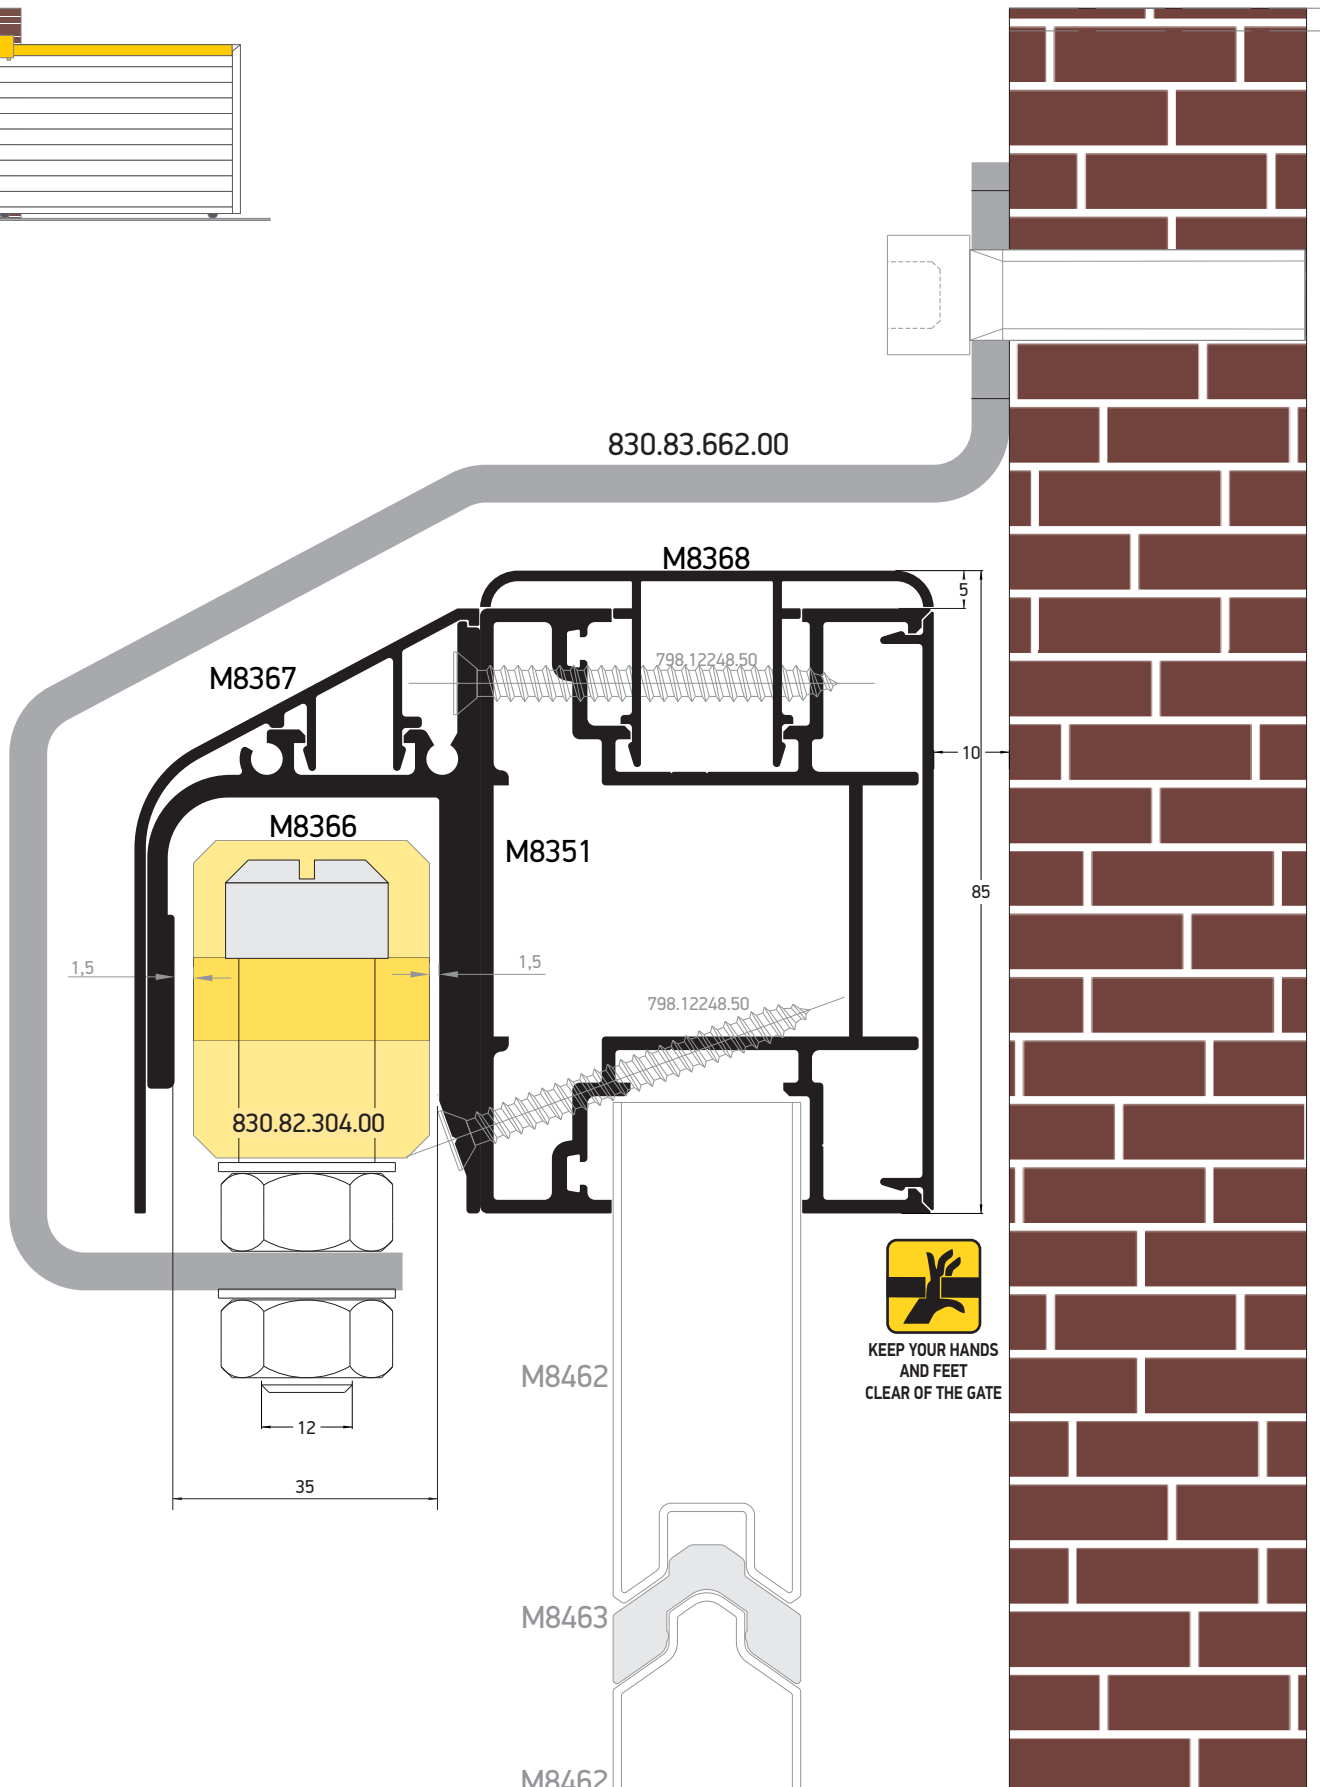 830.83.662.00
M8368
5
798.12248.50
M8367
10
M8366
M8351
85
1,5
1,5
798.12248.50
830.82.304.00
KEEP YOUR HANDS
AND FEET
CLEAR OF THE GATE
M8462
12
35
M8463
M8462